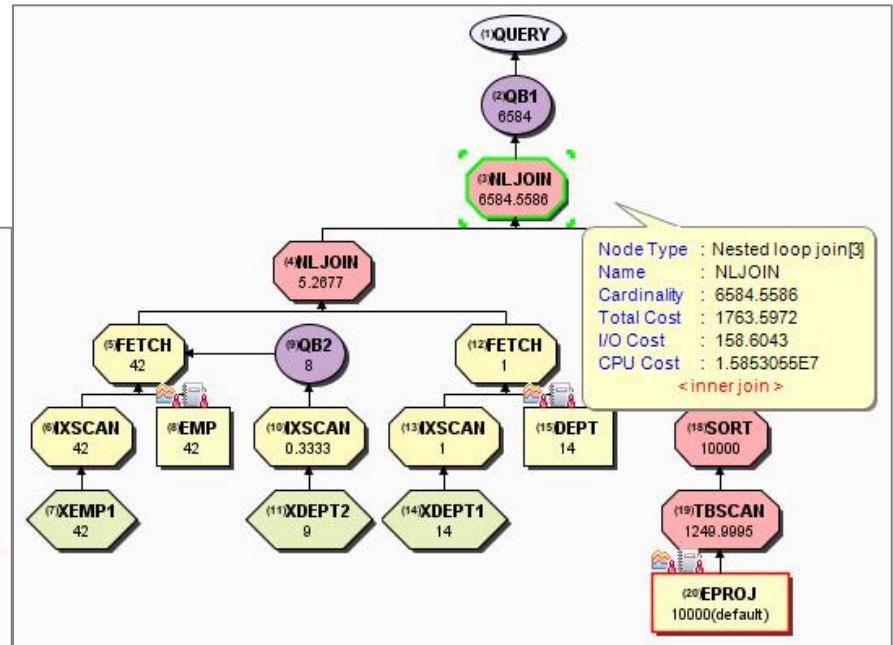 (1)QUERY
(2)QB1
6584
(3)NLJOIN
6584.5586
Node Type : Nested loop join[3]
Name : NLJOIN
Cardinality : 6584.5586
Total Cost : 1763.5972
I/O Cost : 158.6043
CPU Cost : 1.5853055E7
<inner join>
(4)NLJOIN
5.2677
(5)FETCH
42
(9)QB2
8
(12)FETCH
1
(6)IXSCAN
42
(8)EMP
42
(10)IXSCAN
0.3333
(13)IXSCAN
1
(15)DEPT
14
(18)SORT
10000
(7)XEMP1
42
(11)XDEPT2
9
(14)XDEPT1
14
(19)TBSCAN
1249.9995
(20)EPROJ
10000(default)